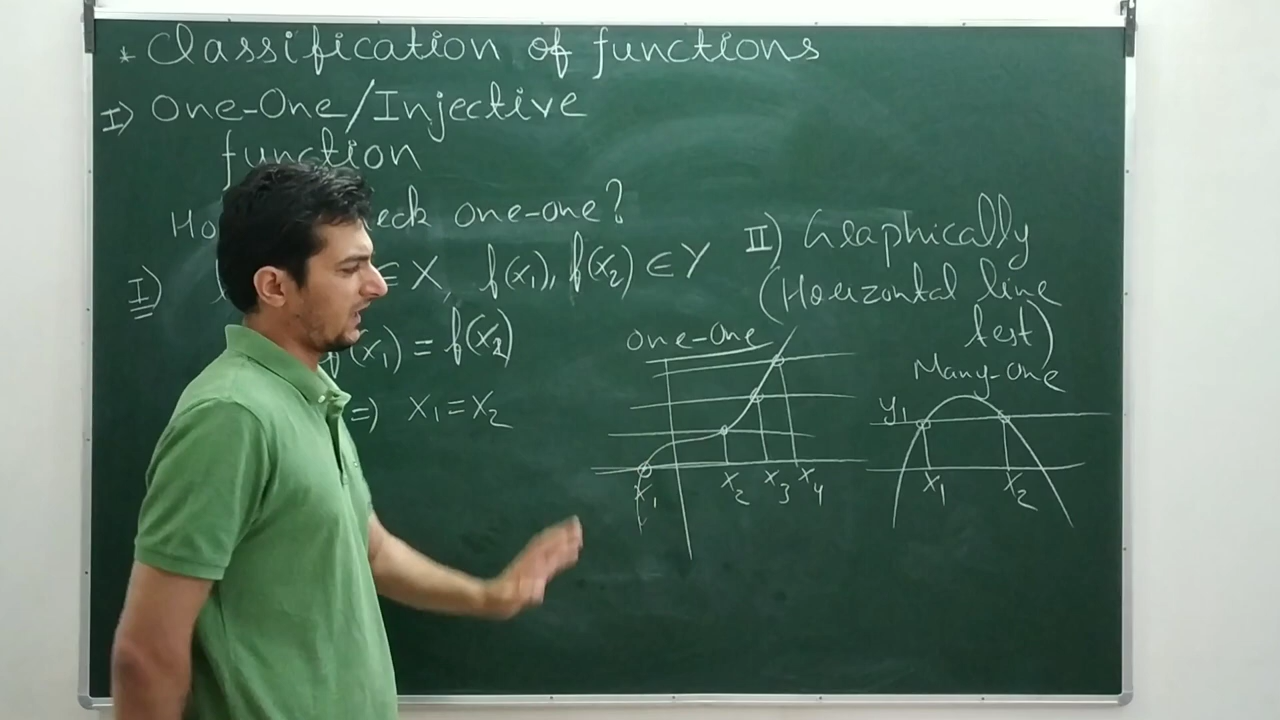 * Classification of functions
I) One-One/Injective
function
one-one?
I) ∈ X, f(x₁), f(x₂) ∈ Y
f(x₁) = f(x₂)
=) x₁ = x₂
II) Graphically
(Horizontal line
test)
one-one
x₁ x₂ x₃ x₄
Many-one
y₁
x₁ x₂